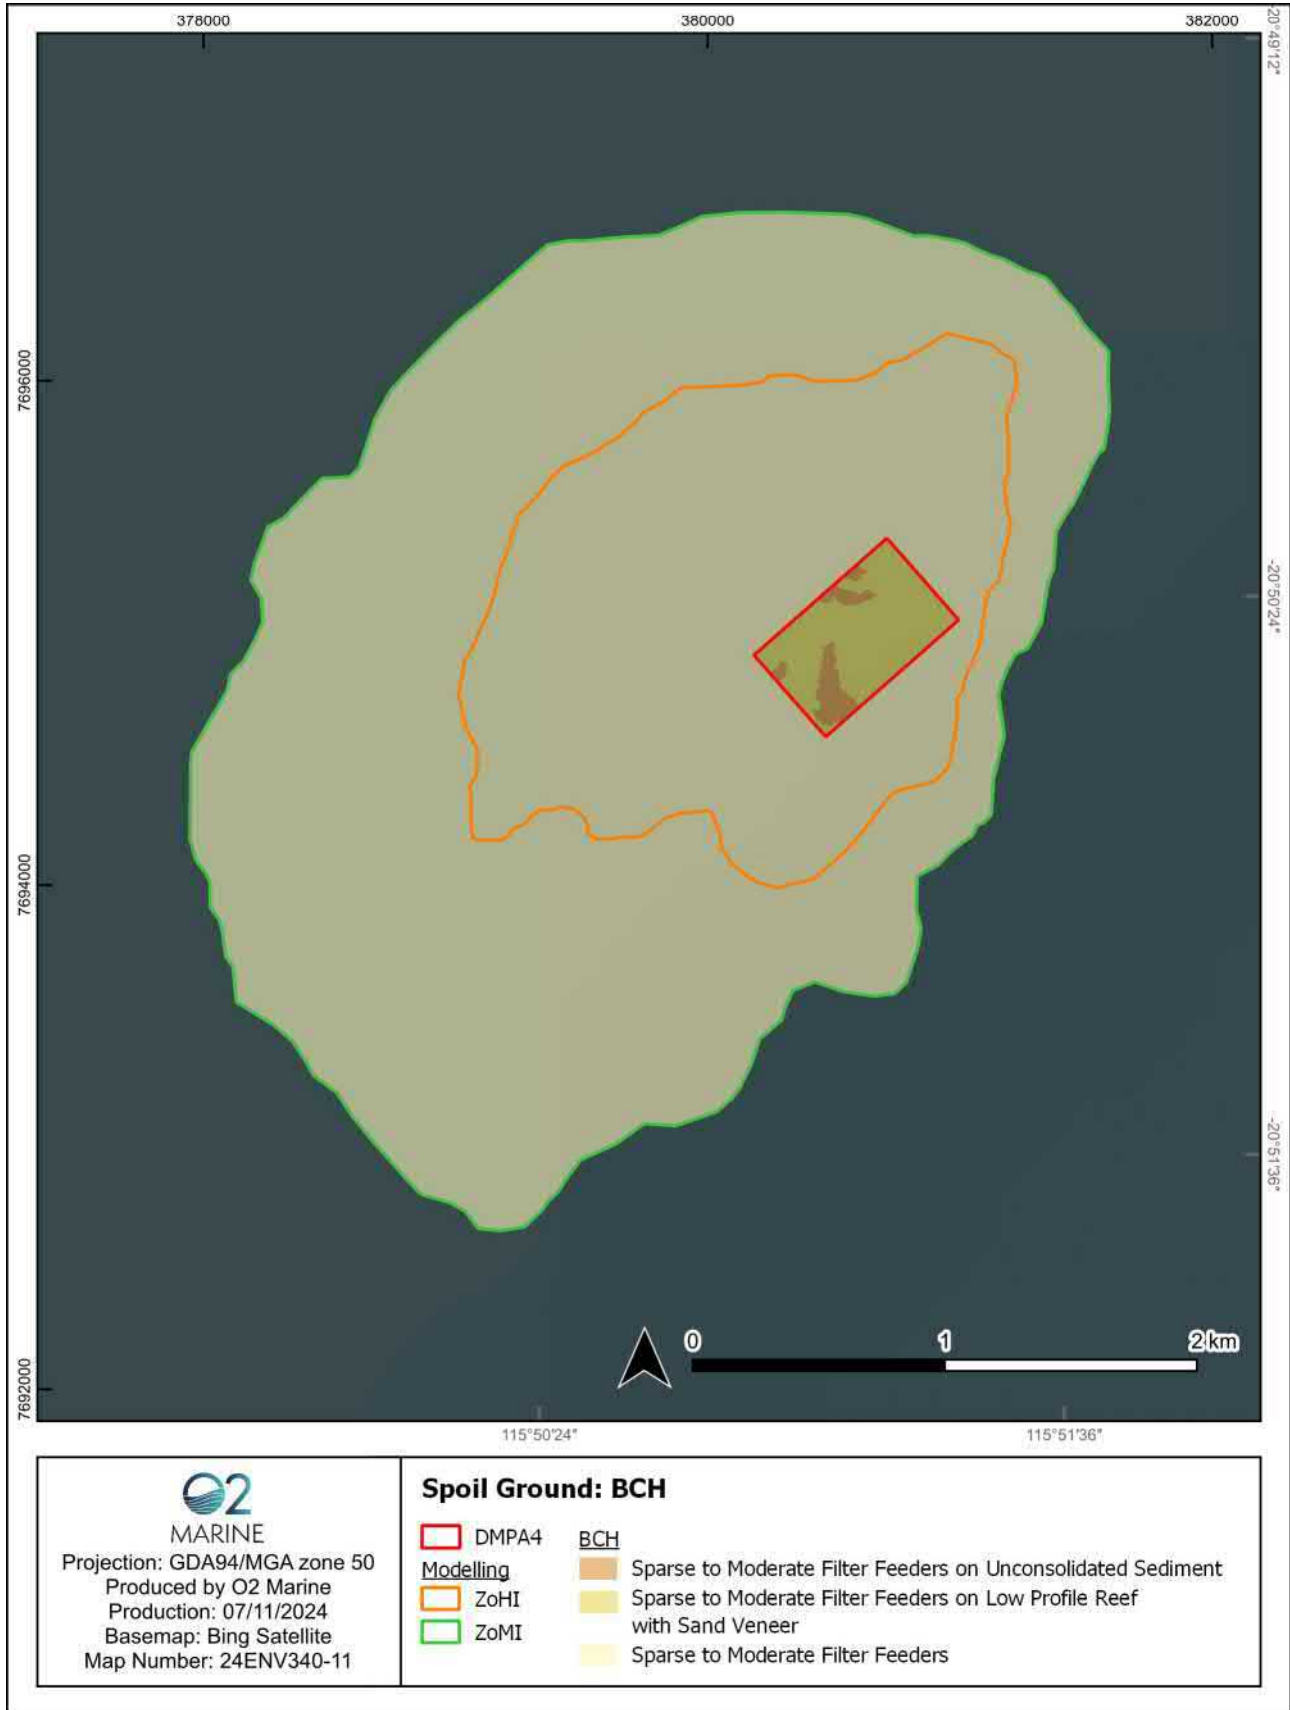 378000
380000
382000
-20°49'12"
7696000
-20°50'24"
7694000
-20°51'36"
7692000
0
1
2 km
115°50'24"
115°51'36"
O2
MARINE
Projection: GDA94/MGA zone 50
Produced by O2 Marine
Production: 07/11/2024
Basemap: Bing Satellite
Map Number: 24ENV340-11
Spoil Ground: BCH
DMPA4
Modelling
ZoHI
ZoMI
BCH
Sparse to Moderate Filter Feeders on Unconsolidated Sediment
Sparse to Moderate Filter Feeders on Low Profile Reef
with Sand Veneer
Sparse to Moderate Filter Feeders